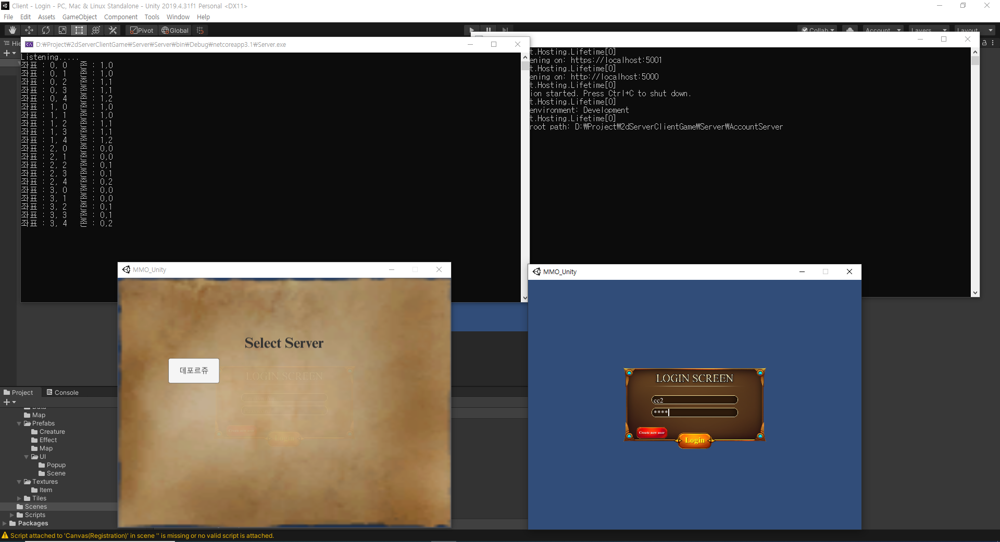 Client - Login - PC, Mac & Linux Standalone - Unity 2019.4.31f1 Personal <DX11>
File Edit Assets GameObject Component Tools Window Help
Pivot Global Collab Account Layers Layout
Hie
D:₩Project₩2dServerClientGame₩Server₩Server₩bin₩Debug₩netcoreapp3.1₩Server.exe
Listening.....
좌표 : 0, 0 존 : 1,0
좌표 : 0, 1 존 : 1,0
좌표 : 0, 2 존 : 1,1
좌표 : 0, 3 존 : 1,1
좌표 : 0, 4 존 : 1,2
좌표 : 1, 0 존 : 1,0
좌표 : 1, 1 존 : 1,0
좌표 : 1, 2 존 : 1,1
좌표 : 1, 3 존 : 1,1
좌표 : 1, 4 존 : 1,2
좌표 : 2, 0 존 : 0,0
좌표 : 2, 1 존 : 0,0
좌표 : 2, 2 존 : 0,1
좌표 : 2, 3 존 : 0,1
좌표 : 2, 4 존 : 0,2
좌표 : 3, 0 존 : 0,0
좌표 : 3, 1 존 : 0,0
좌표 : 3, 2 존 : 0,1
좌표 : 3, 3 존 : 0,1
좌표 : 3, 4 존 : 0,2
t.Hosting.Lifetime[0]
ening on: https://localhost:5001
t.Hosting.Lifetime[0]
ening on: http://localhost:5000
t.Hosting.Lifetime[0]
ion started. Press Ctrl+C to shut down.
t.Hosting.Lifetime[0]
environment: Development
t.Hosting.Lifetime[0]
root path: D:₩Project₩2dServerClientGame₩Server₩AccountServer
MMO_Unity
Select Server
데포르쥬
LOGIN SCREEN
Login
MMO_Unity
LOGIN SCREEN
cc2
****
Create new user
Login
Project Console
Data
Map
Prefabs
Creature
Effect
Map
UI
Popup
Scene
Textures
Item
Tiles
Scenes
Scripts
Packages
Script attached to 'Canvas(Registration)' in scene '' is missing or no valid script is attached.